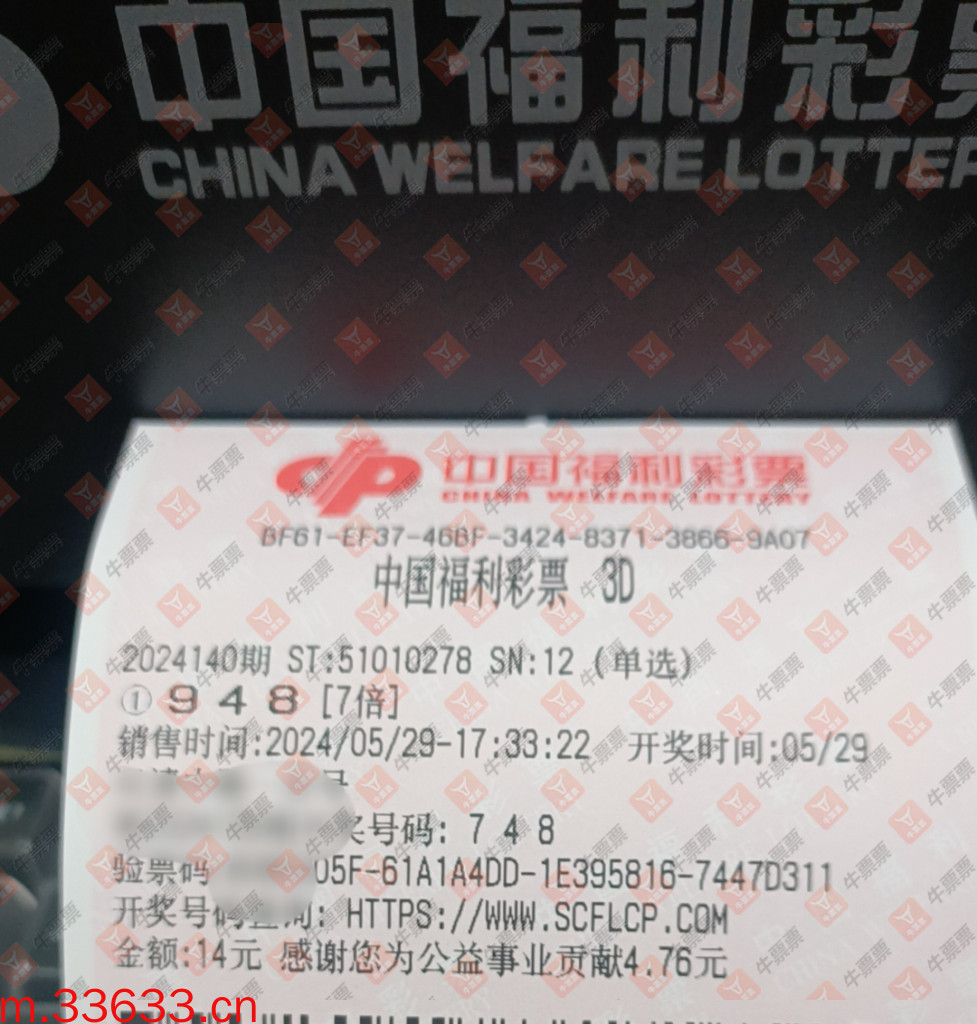 中国福利彩
CHINA WELFARE LOTTER
中国福利彩票
CHINA WELFARE LOTTERY
BF61-EF37-46BF-3424-8371-3866-9A07
中国福利彩票 3D
2024140期 ST:51010278 SN:12 (单选)
① 9 4 8 [7倍]
销售时间:2024/05/29-17:33:22 开奖时间:05/29
奖号码: 7 4 8
验票码 05F-61A1A4DD-1E395816-7447D311
开奖号码查询: HTTPS://WWW.SCFLCP.COM
金额:14元 感谢您为公益事业贡献4.76元
m.33633.cn
牛票票